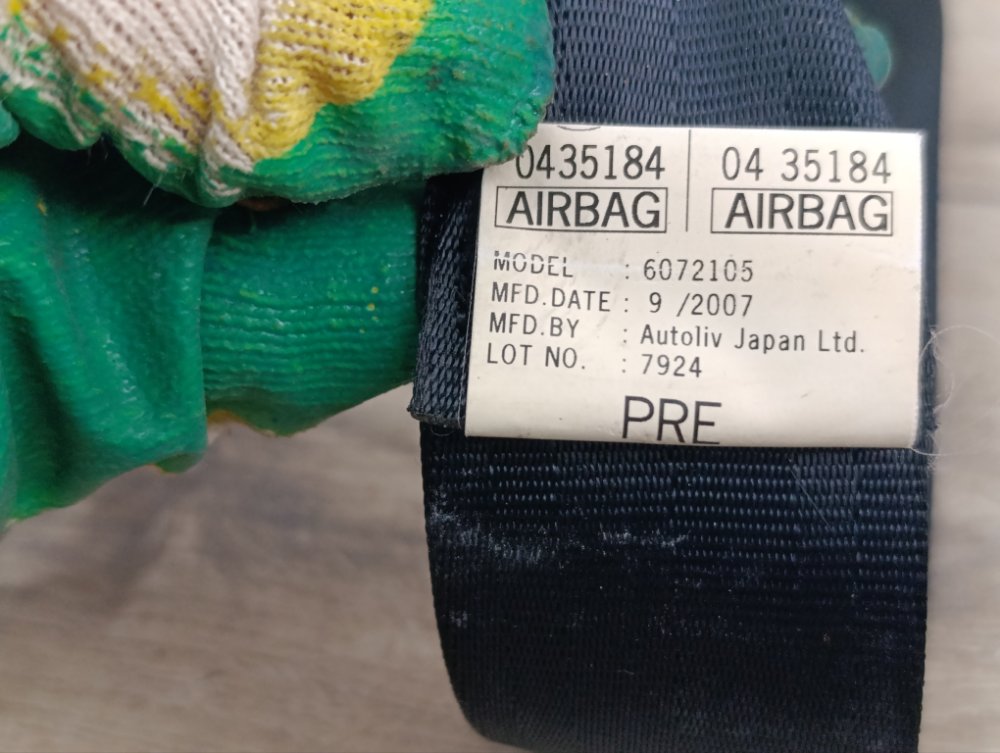 0435184 04 35184
AIRBAG AIRBAG
MODEL : 6072105
MFD.DATE : 9 /2007
MFD.BY : Autoliv Japan Ltd.
LOT NO. : 7924
PRE